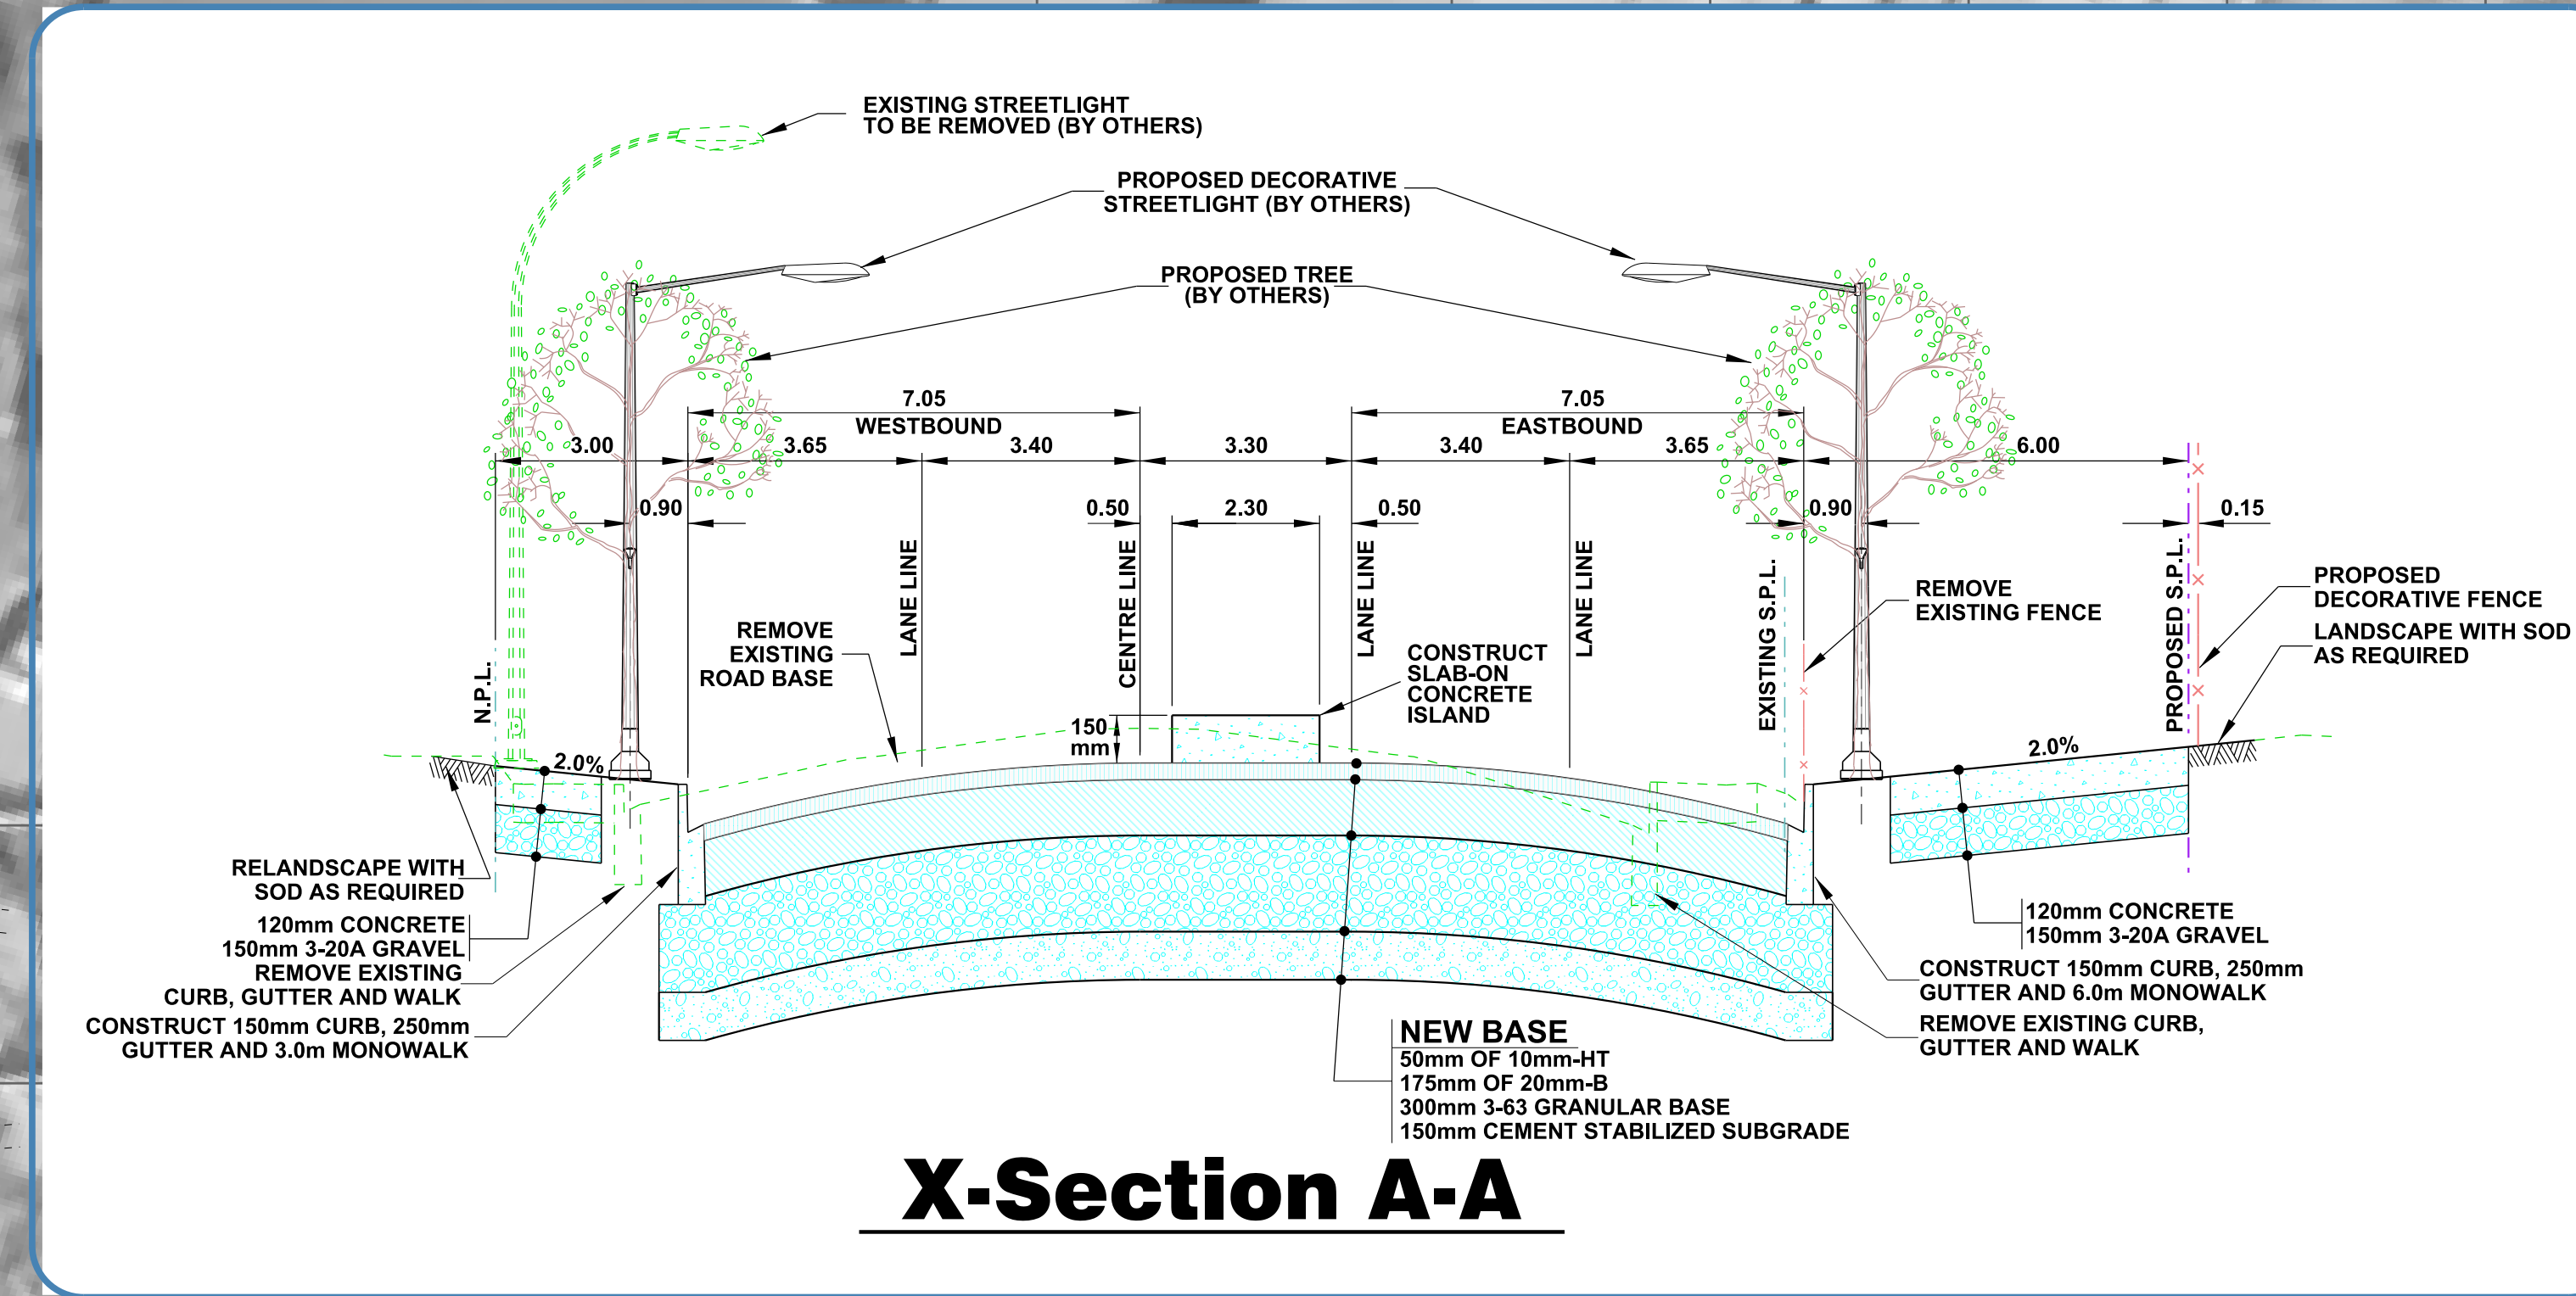 EXISTING STREETLIGHT
TO BE REMOVED (BY OTHERS)
PROPOSED DECORATIVE
STREETLIGHT (BY OTHERS)
PROPOSED TREE
(BY OTHERS)
7.05
WESTBOUND
7.05
EASTBOUND
3.00
3.65
3.40
3.30
3.40
3.65
6.00
0.90
0.50
2.30
0.50
0.90
0.15
N.P.L.
LANE LINE
CENTRE LINE
LANE LINE
LANE LINE
EXISTING S.P.L.
PROPOSED S.P.L.
REMOVE
EXISTING
ROAD BASE
CONSTRUCT
SLAB-ON
CONCRETE
ISLAND
REMOVE
EXISTING FENCE
PROPOSED
DECORATIVE FENCE
LANDSCAPE WITH SOD
AS REQUIRED
150
mm
2.0%
2.0%
RELANDSCAPE WITH
SOD AS REQUIRED
120mm CONCRETE
150mm 3-20A GRAVEL
REMOVE EXISTING
CURB, GUTTER AND WALK
CONSTRUCT 150mm CURB, 250mm
GUTTER AND 3.0m MONOWALK
120mm CONCRETE
150mm 3-20A GRAVEL
CONSTRUCT 150mm CURB, 250mm
GUTTER AND 6.0m MONOWALK
REMOVE EXISTING CURB,
GUTTER AND WALK
NEW BASE
50mm OF 10mm-HT
175mm OF 20mm-B
300mm 3-63 GRANULAR BASE
150mm CEMENT STABILIZED SUBGRADE
X-Section A-A